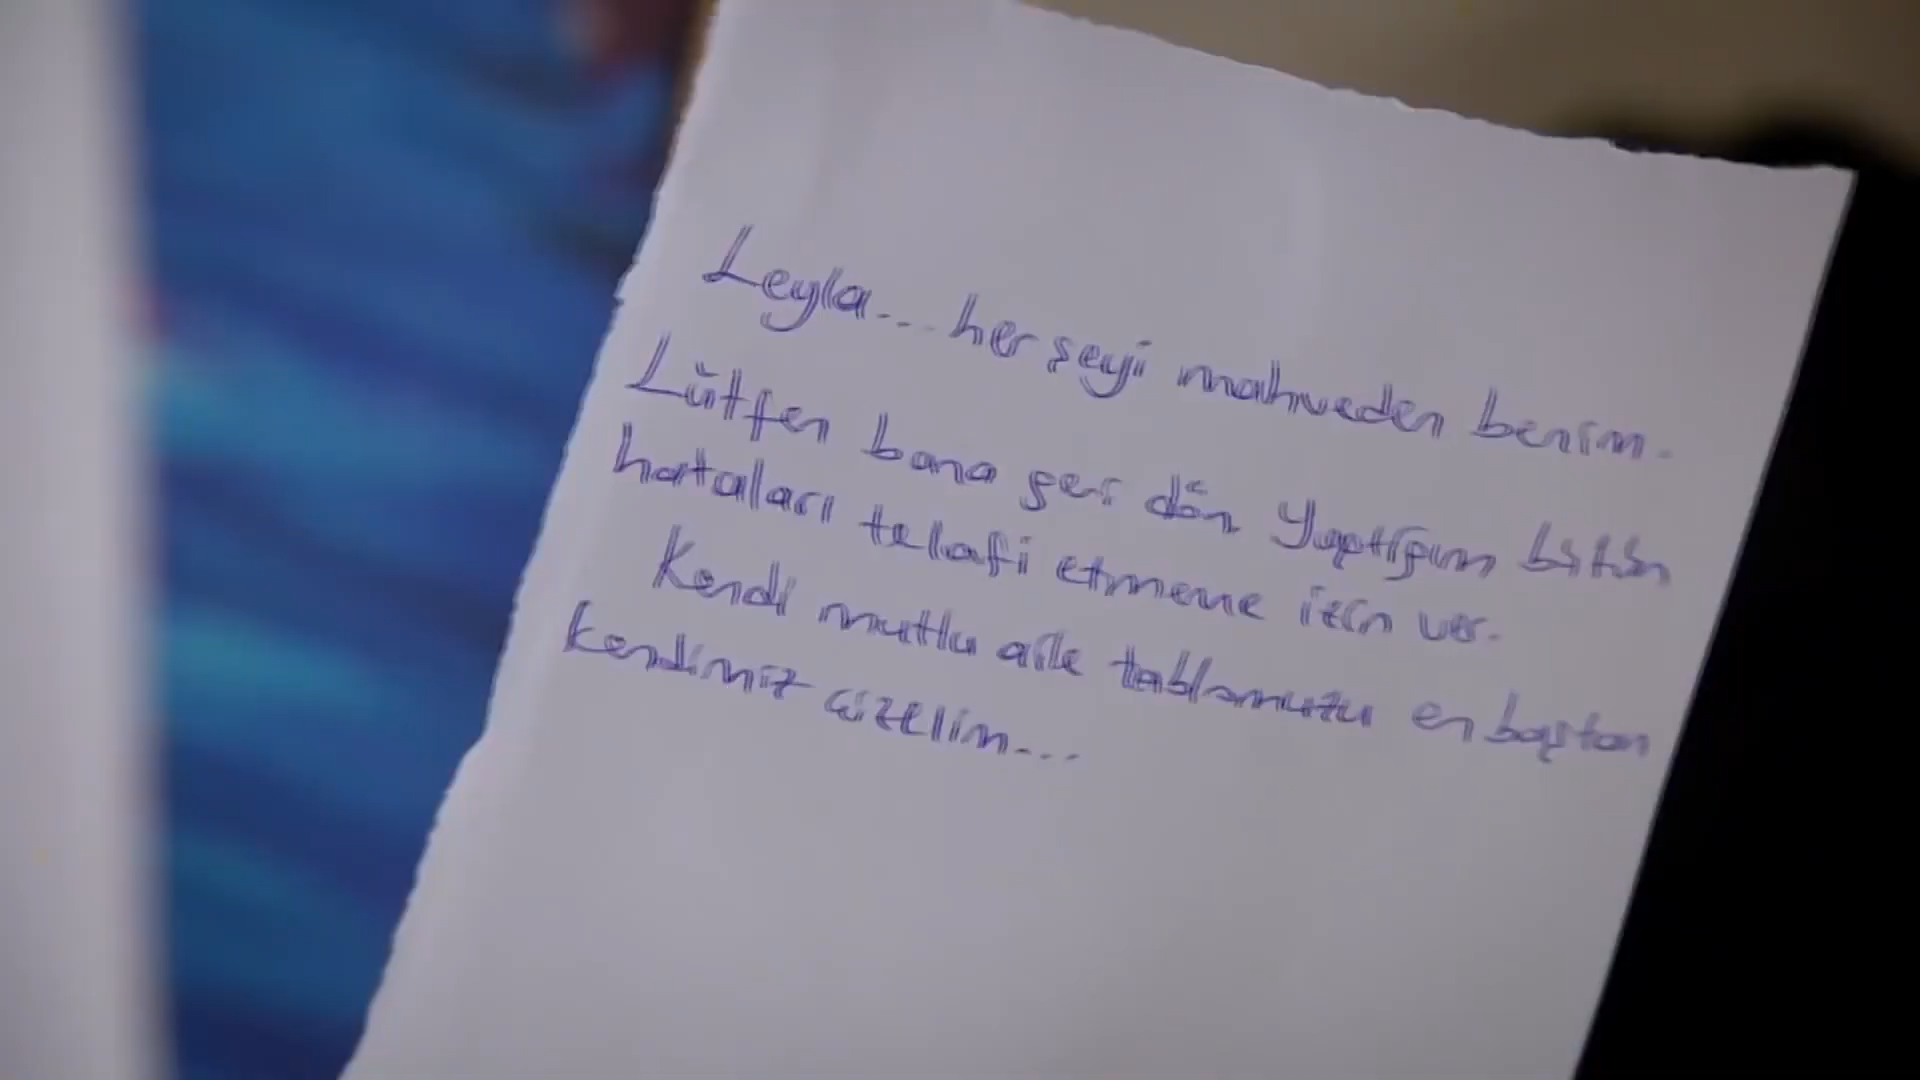 Leyla... her şeyi mahveden benim.
Lütfen bana geri dön yaptığım bütün
hataları telafi etmeme izin ver.
Kendi mutlu aile tablomuzu en baştan
kendimiz çizelim...